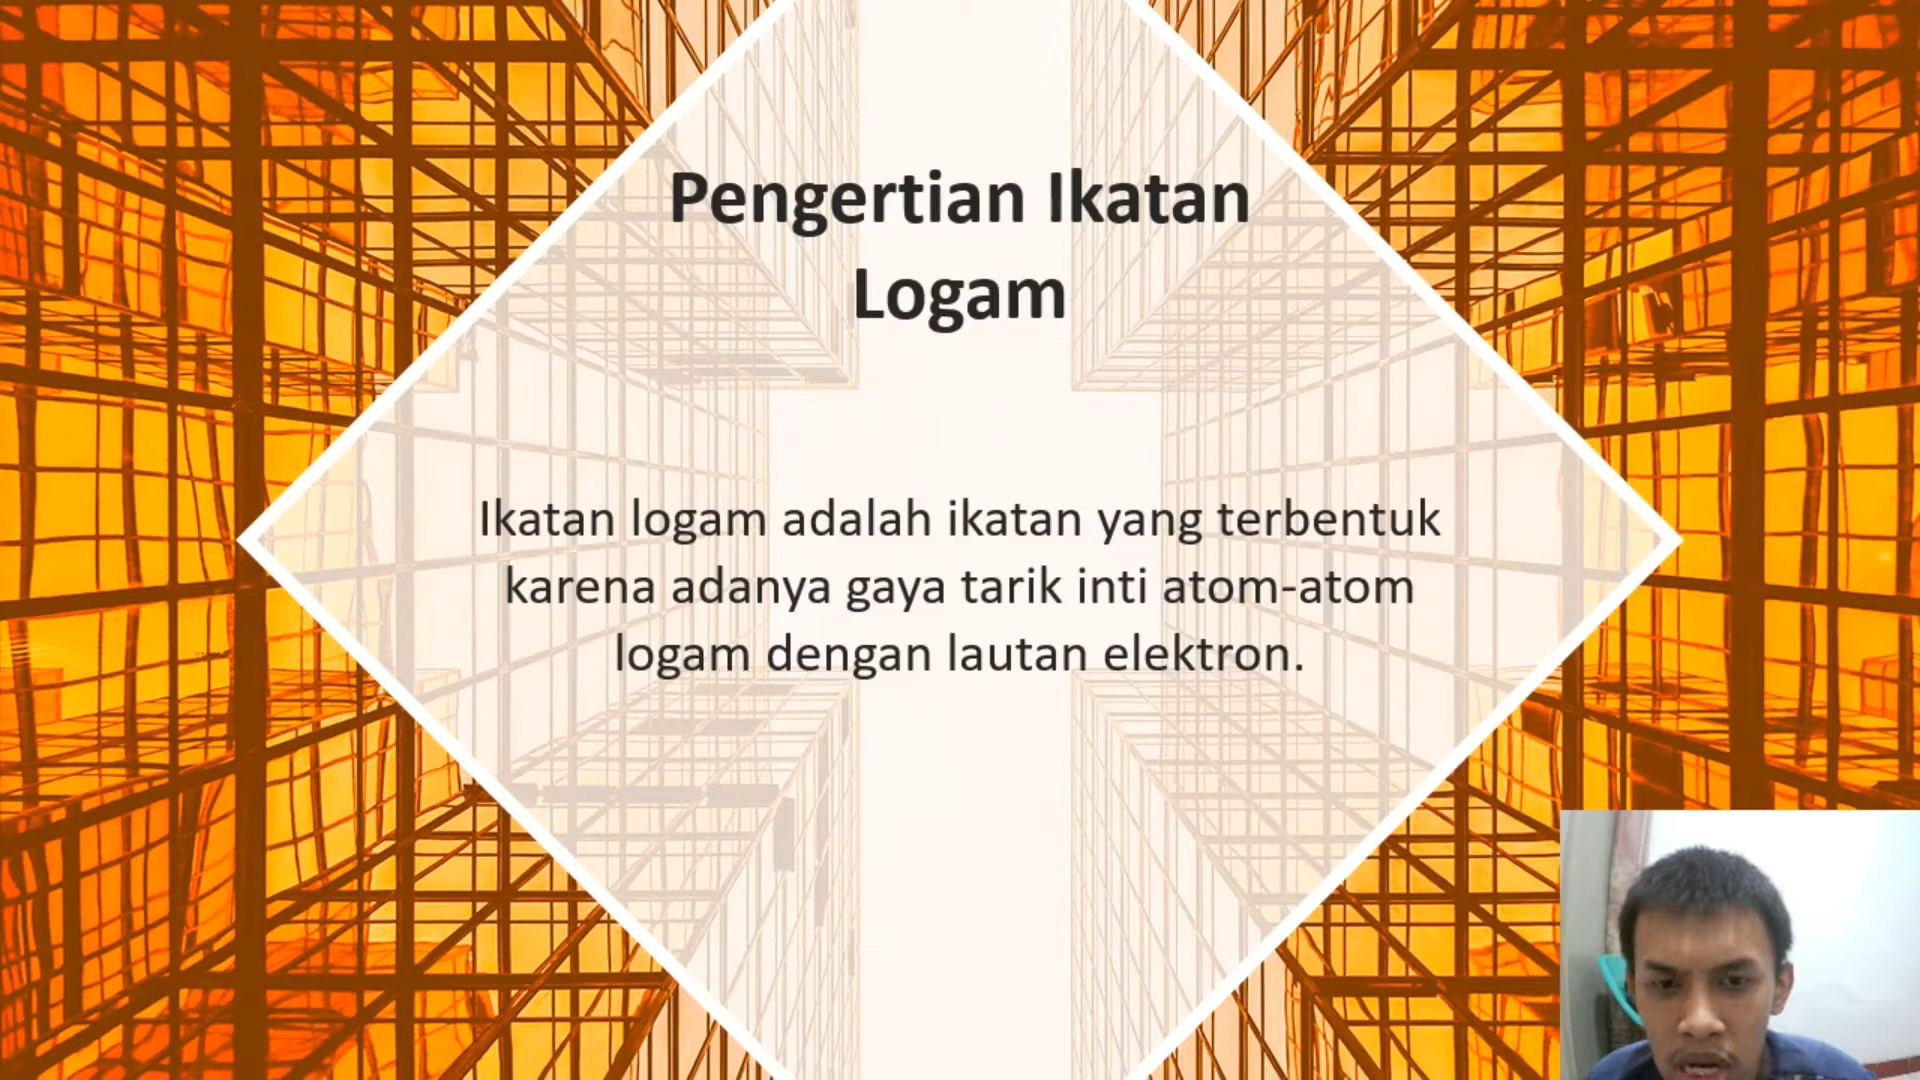 Pengertian Ikatan
Logam
Ikatan logam adalah ikatan yang terbentuk
karena adanya gaya tarik inti atom-atom
logam dengan lautan elektron.